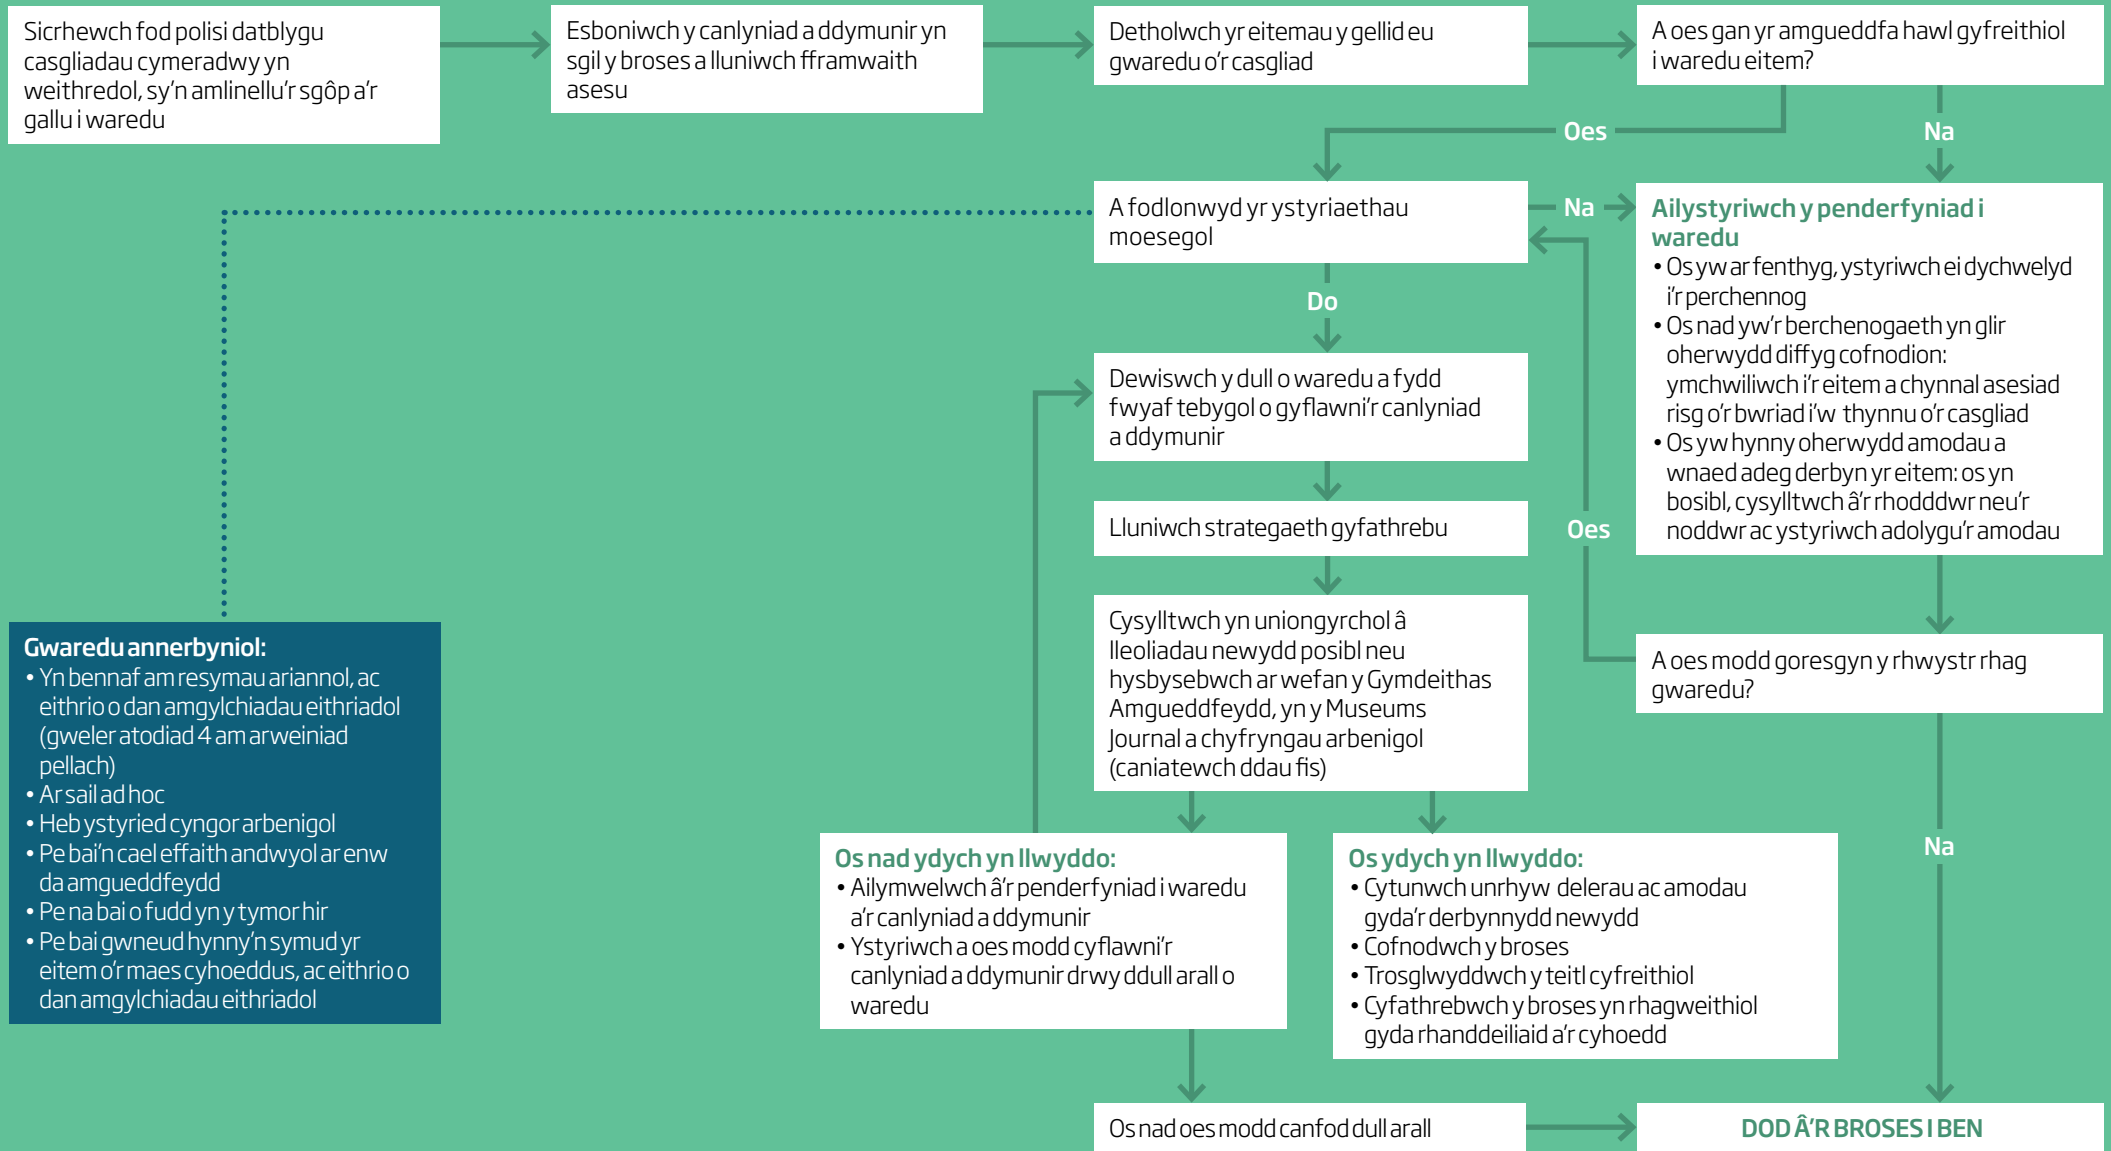 Sicrhewch fod polisi datblygu
casgliadau cymeradwy yn
weithredol, sy'n amlinellu'r sgôp a'r
gallu i waredu
Esboniwch y canlyniad a ddymunir yn
sgil y broses a lluniwch fframwaith
asesu
Detholwch yr eitemau y gellid eu
gwaredu o'r casgliad
A oes gan yr amgueddfa hawl gyfreithiol
i waredu eitem?
Oes
Na
A fodlonwyd yr ystyriaethau
moesegol
Na
Ailystyriwch y penderfyniad i
waredu
• Os yw ar fenthyg, ystyriwch ei dychwelyd
i'r perchennog
• Os nad yw'r berchenogaeth yn glir
oherwydd diffyg cofnodion:
ymchwiliwch i'r eitem a chynnal asesiad
risg o'r bwriad i'w thynnu o'r casgliad
• Os yw hynny oherwydd amodau a
wnaed adeg derbyn yr eitem: os yn
bosibl, cysylltwch â'r rhodddwr neu'r
noddwr ac ystyriwch adolygu'r amodau
Do
Dewiswch y dull o waredu a fydd
fwyaf tebygol o gyflawni'r canlyniad
a ddymunir
Lluniwch strategaeth gyfathrebu
Oes
Cysylltwch yn uniongyrchol â
lleoliadau newydd posibl neu
hysbysebwch ar wefan y Gymdeithas
Amgueddfeydd, yn y Museums
Journal a chyfryngau arbenigol
(caniatewch ddau fis)
A oes modd goresgyn y rhwystr rhag
gwaredu?
Gwaredu annerbyniol:
• Yn bennaf am resymau ariannol, ac
eithrio o dan amgylchiadau eithriadol
(gweler atodiad 4 am arweiniad
pellach)
• Ar sail ad hoc
• Heb ystyried cyngor arbenigol
• Pe bai'n cael effaith andwyol ar enw
da amgueddfeydd
• Pe na bai o fudd yn y tymor hir
• Pe bai gwneud hynny'n symud yr
eitem o'r maes cyhoeddus, ac eithrio o
dan amgylchiadau eithriadol
Os nad ydych yn llwyddo:
• Ailymwelwch â'r penderfyniad i waredu
a'r canlyniad a ddymunir
• Ystyriwch a oes modd cyflawni'r
canlyniad a ddymunir drwy ddull arall o
waredu
Os ydych yn llwyddo:
• Cytunwch unrhyw delerau ac amodau
gyda'r derbynnydd newydd
• Cofnodwch y broses
• Trosglwyddwch y teitl cyfreithiol
• Cyfathrebwch y broses yn rhagweithiol
gyda rhanddeiliaid a'r cyhoedd
Na
Os nad oes modd canfod dull arall
DOD Â'R BROSES I BEN